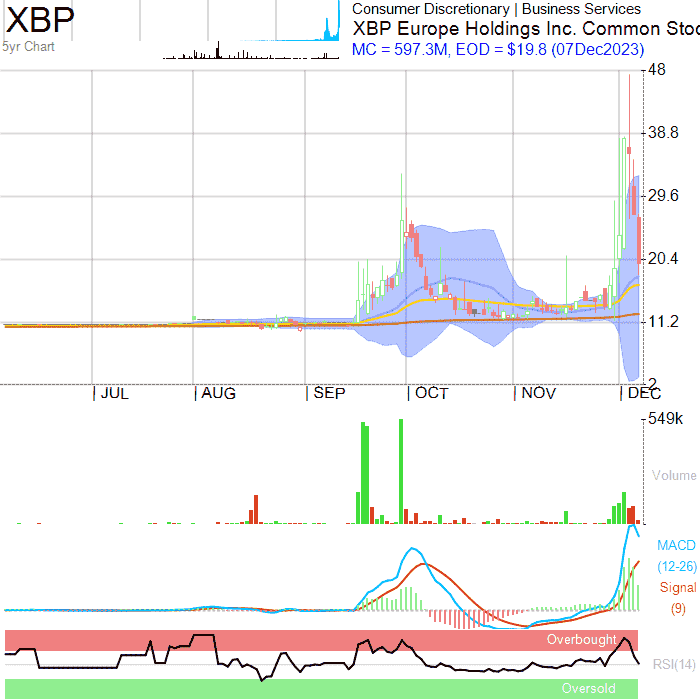 XBP
Consumer Discretionary | Business Services
XBP Europe Holdings Inc. Common Stoc
5yr Chart
MC = 597.3M, EOD = $19.8 (07Dec2023)
48
38.8
29.6
20.4
11.2
2
JUL
AUG
SEP
OCT
NOV
DEC
549k
Volume
MACD
(12-26)
Signal
(9)
Overbought
RSI(14)
Oversold